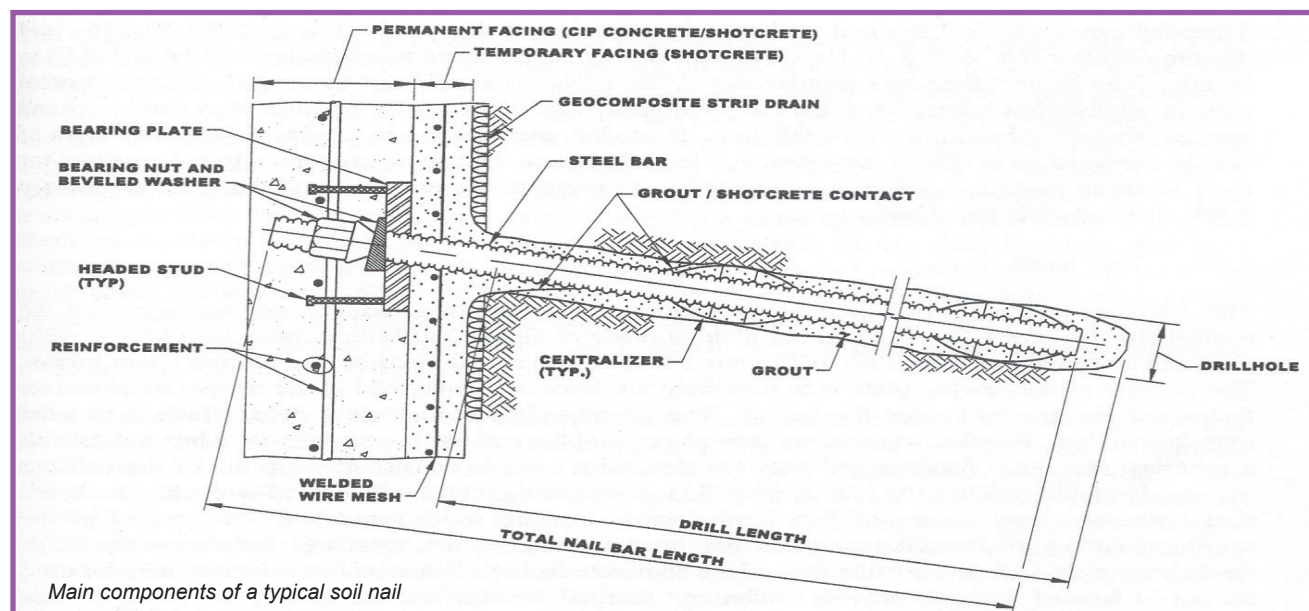 PERMANENT FACING (CIP CONCRETE/SHOTCRETE)
TEMPORARY FACING (SHOTCRETE)
GEOCOMPOSITE STRIP DRAIN
BEARING PLATE
STEEL BAR
BEARING NUT AND
BEVELED WASHER
GROUT / SHOTCRETE CONTACT
HEADED STUD
(TYP)
REINFORCEMENT
CENTRALIZER
(TYP.)
GROUT
DRILLHOLE
WELDED
WIRE MESH
DRILL LENGTH
TOTAL NAIL BAR LENGTH
Main components of a typical soil nail